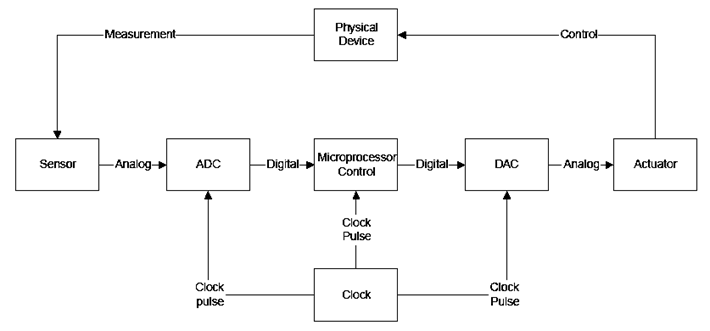 Physical
Device
Measurement
Control
Sensor
Analog
ADC
Digital
Microprocessor
Control
Digital
DAC
Analog
Actuator
Clock
Pulse
Clock
pulse
Clock
Clock
Pulse